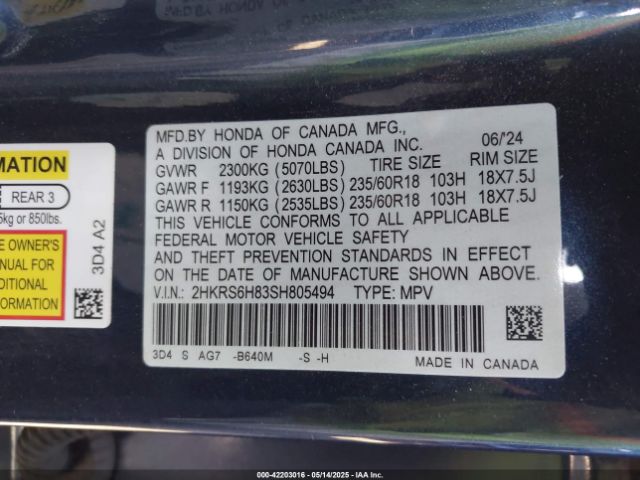 MFD.BY HONDA OF CANADA MFG., 06/'24
A DIVISION OF HONDA CANADA INC.
GVWR 2300KG (5070LBS) TIRE SIZE RIM SIZE
GAWR F 1193KG (2630LBS) 235/60R18 103H 18X7.5J
GAWR R 1150KG (2535LBS) 235/60R18 103H 18X7.5J
THIS VEHICLE CONFORMS TO ALL APPLICABLE
FEDERAL MOTOR VEHICLE SAFETY
AND THEFT PREVENTION STANDARDS IN EFFECT
ON THE DATE OF MANUFACTURE SHOWN ABOVE.
V.I.N.: 2HKRS6H83SH805494 TYPE: MPV
3D4 S AG7 -B640M -S -H
MADE IN CANADA
MATION
REAR 3
5kg or 850lbs.
E OWNER'S
ANUAL FOR
DDITIONAL
FORMATION
3D4 A2
000-42203016 - 05/14/2025 - IAAI Inc.